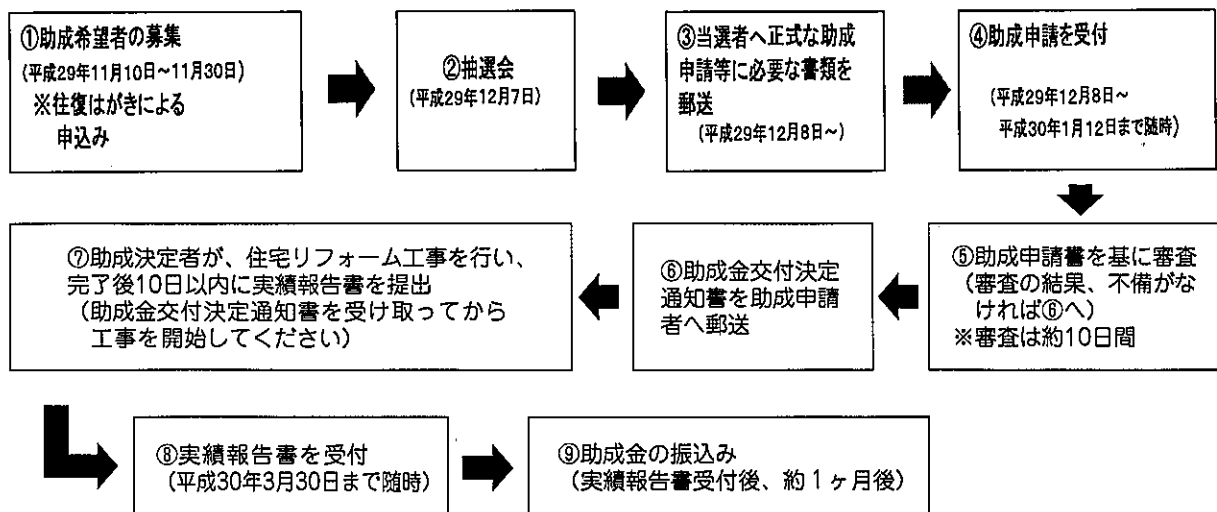 ①助成希望者の募集
(平成29年11月10日~11月30日)
※往復はがきによる
申込み
②抽選会
(平成29年12月7日)
③当選者へ正式な助成
申請等に必要な書類を
郵送
(平成29年12月8日~)
④助成申請を受付
(平成29年12月8日~
平成30年1月12日まで随時)
⑤助成申請書を基に審査
(審査の結果、不備がな
ければ⑥へ)
※審査は約10日間
⑥助成金交付決定
通知書を助成申請
者へ郵送
⑦助成決定者が、住宅リフォーム工事を行い、
完了後10日以内に実績報告書を提出
(助成金交付決定通知書を受け取ってから
工事を開始してください)
⑧実績報告書を受付
(平成30年3月30日まで随時)
⑨助成金の振込み
(実績報告書受付後、約1ヶ月後)